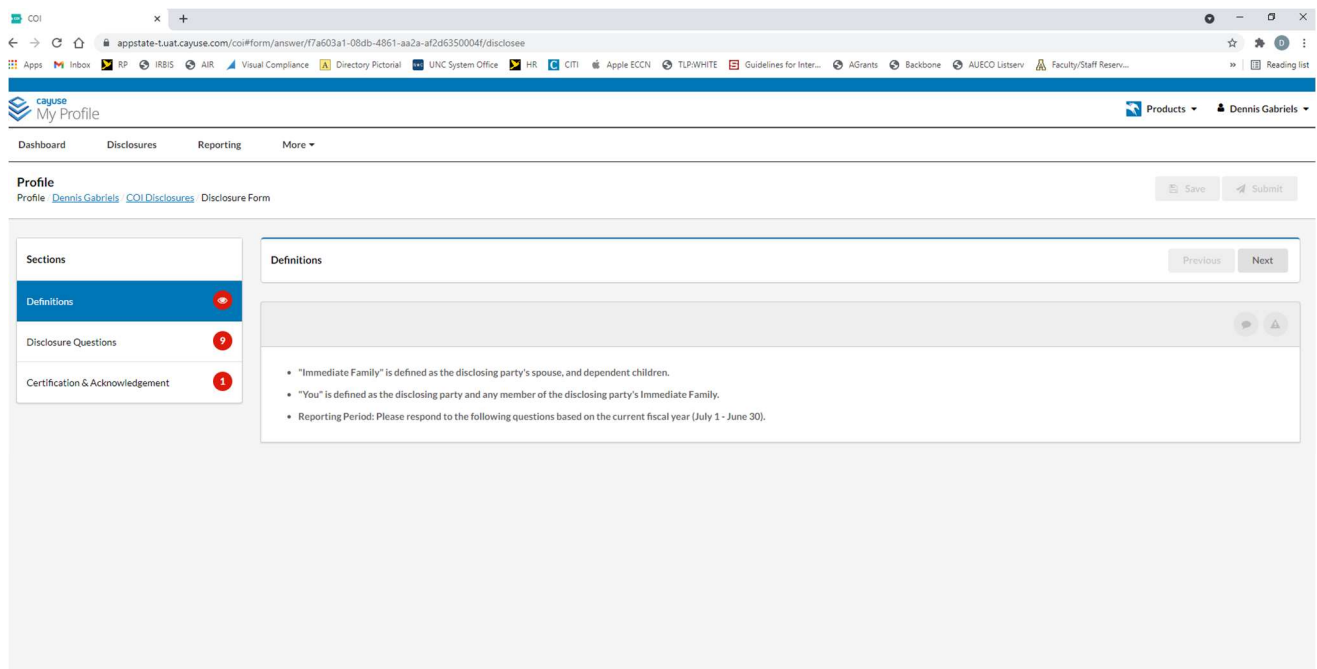 COI
appstate-t.uat.cayuse.com/coi#form/answer/f7a603a1-08db-4861-aa2a-af2d6350004f/disclosee
D
Apps Inbox RP IRBIS AIR Visual Compliance A Directory Pictorial UNC System Office HR C CITI Apple ECCN TLP:WHITE Guidelines for Inter... AGrants Backbone AUECO Listserv Faculty/Staff Reserv... » Reading list
cayuse
My Profile
Products Dennis Gabriels
Dashboard Disclosures Reporting More
Profile
Profile / Dennis Gabriels / COI Disclosures / Disclosure Form
Save Submit
Sections
Definitions
Disclosure Questions 9
Certification & Acknowledgement 1
Definitions
Previous Next
• "Immediate Family" is defined as the disclosing party's spouse, and dependent children.
• "You" is defined as the disclosing party and any member of the disclosing party's Immediate Family.
• Reporting Period: Please respond to the following questions based on the current fiscal year (July 1 - June 30).